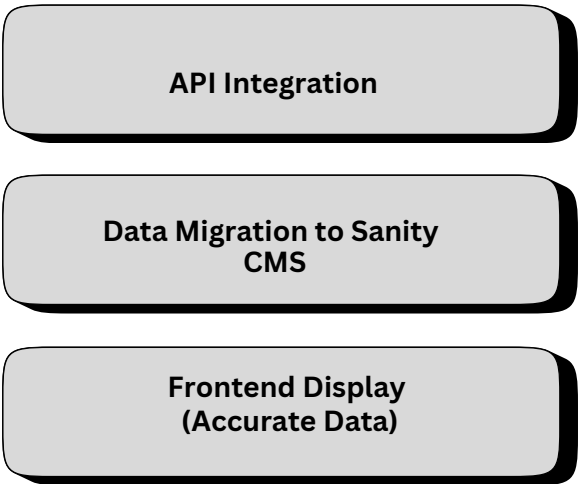 API Integration
Data Migration to Sanity
CMS
Frontend Display
(Accurate Data)